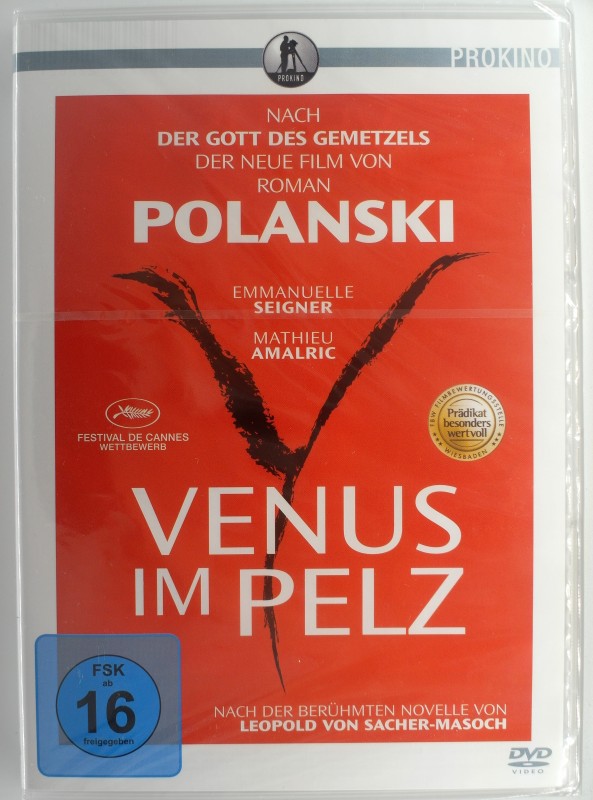 PROKINO
PROKINO
NACH
DER GOTT DES GEMETZELS
DER NEUE FILM VON
ROMAN
POLANSKI
EMMANUELLE
SEIGNER
MATHIEU
AMALRIC
FESTIVAL DE CANNES
WETTBEWERB
FBW FILMBEWERTUNGSSTELLE
Prädikat
besonders
wertvoll
WIESBADEN
VENUS
IM PELZ
FSK
ab
16
freigegeben
NACH DER BERÜHMTEN NOVELLE VON
LEOPOLD VON SACHER-MASOCH
DVD
VIDEO